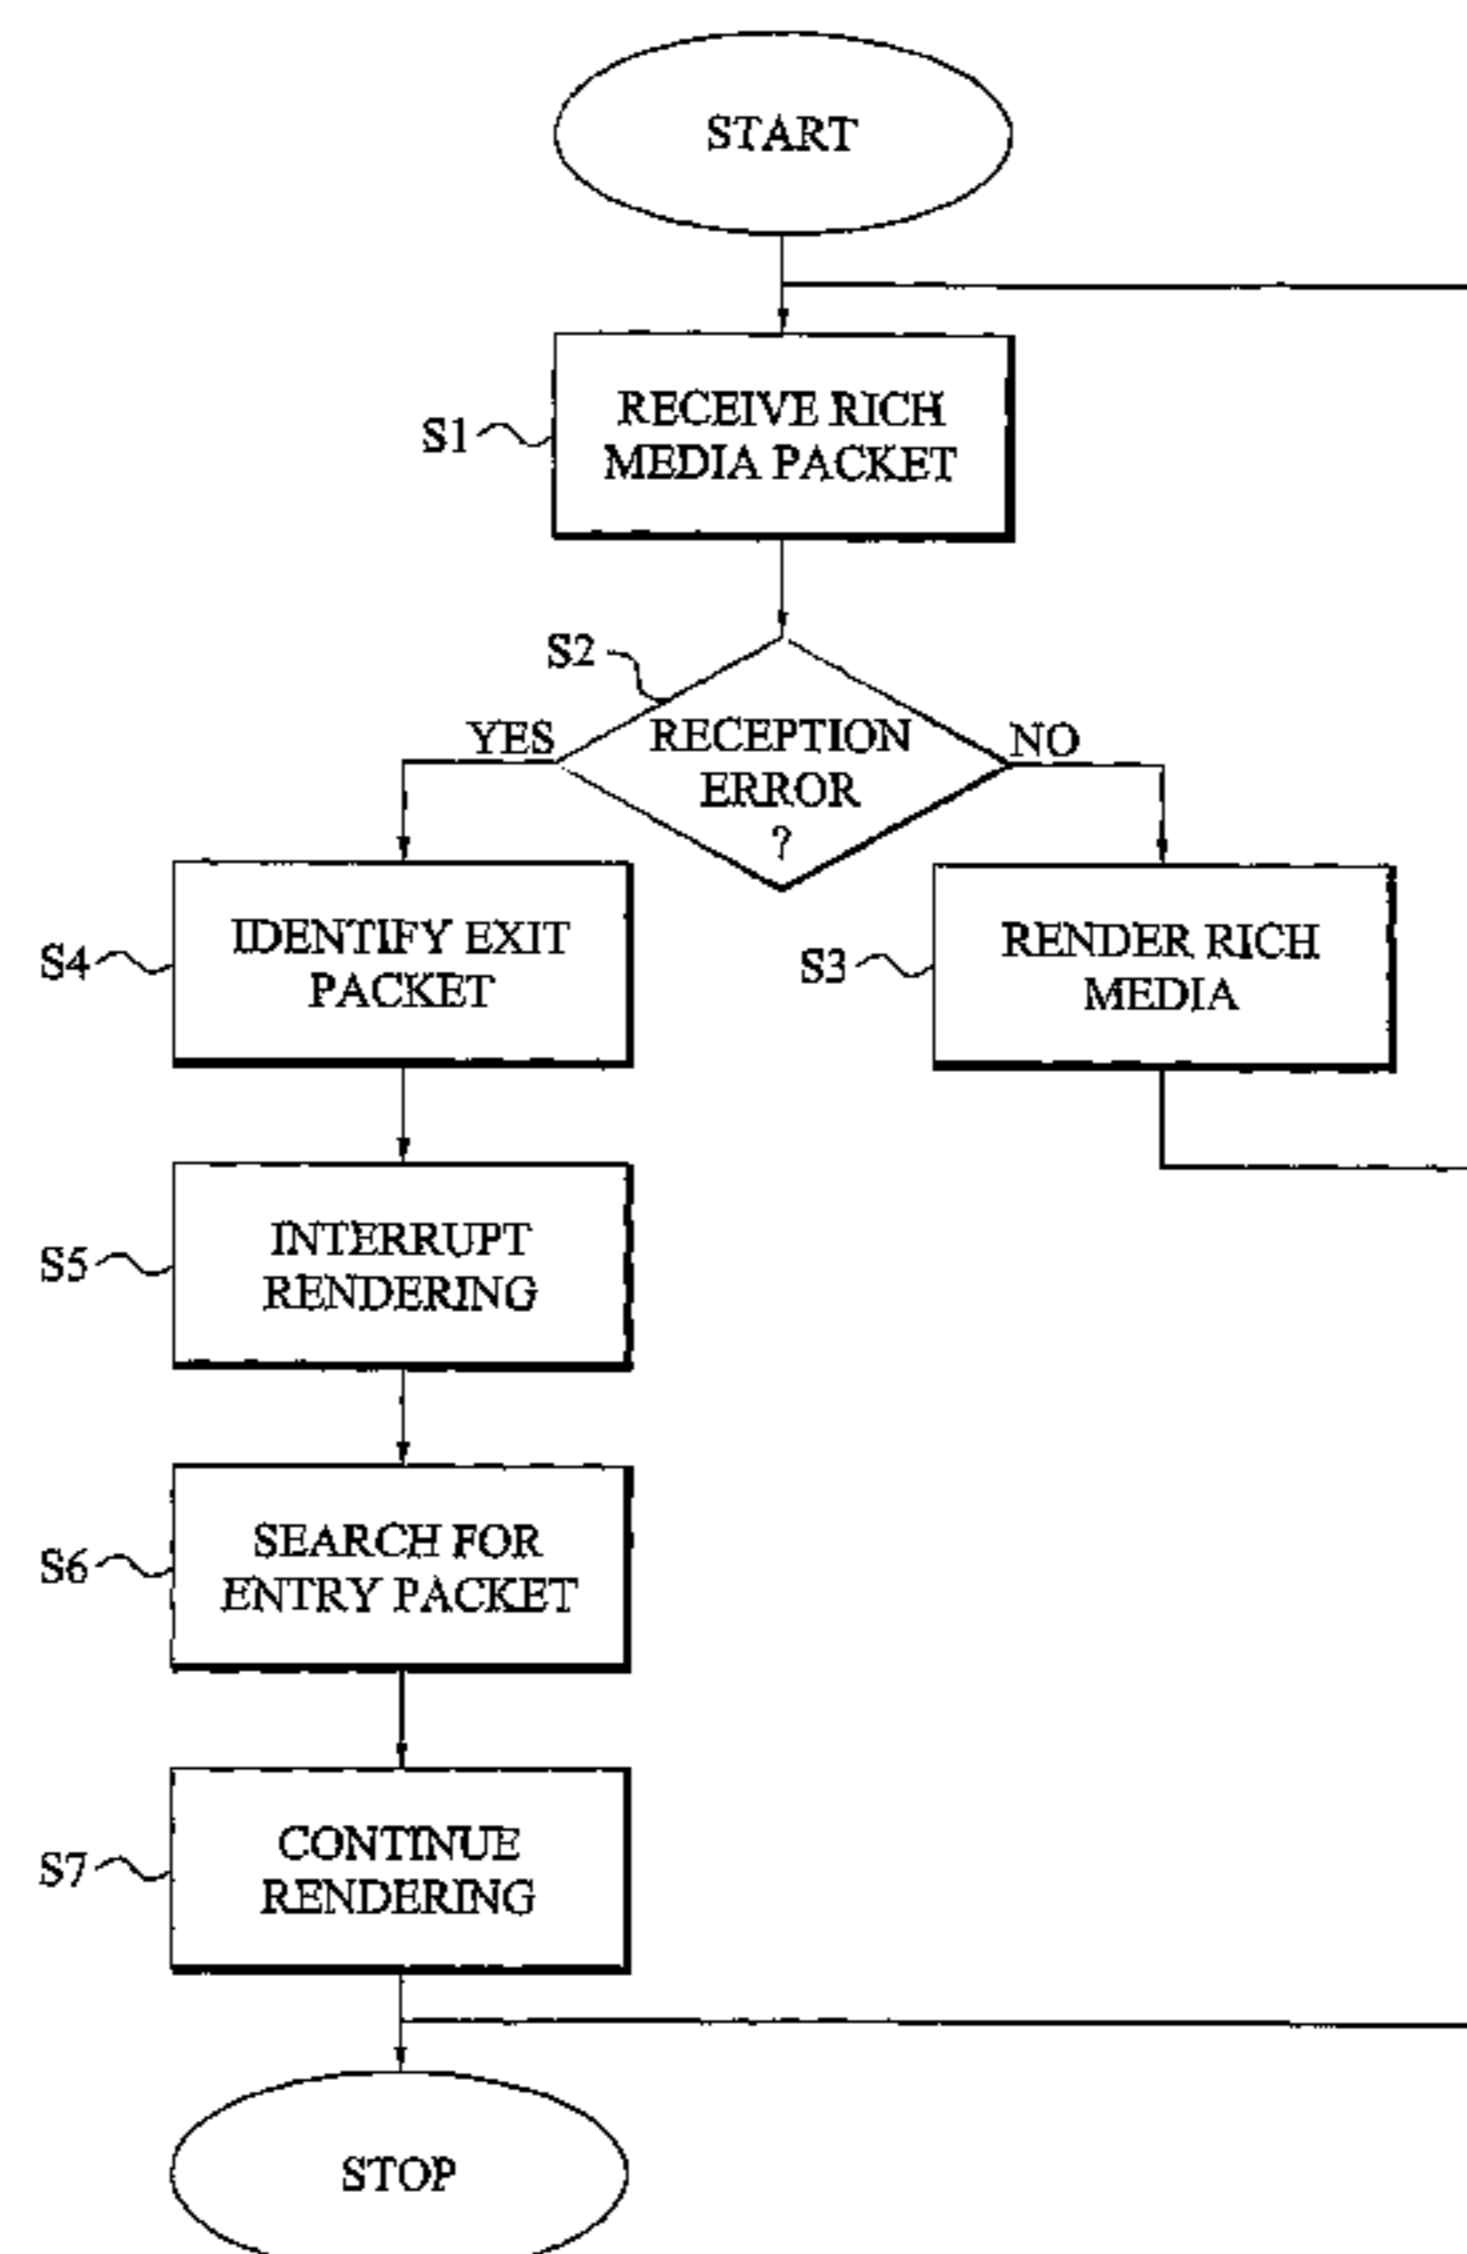 START
S1
RECEIVE RICH
MEDIA PACKET
S2
YES
RECEPTION
ERROR
?
NO
S4
IDENTIFY EXIT
PACKET
S3
RENDER RICH
MEDIA
S5
INTERRUPT
RENDERING
S6
SEARCH FOR
ENTRY PACKET
S7
CONTINUE
RENDERING
STOP